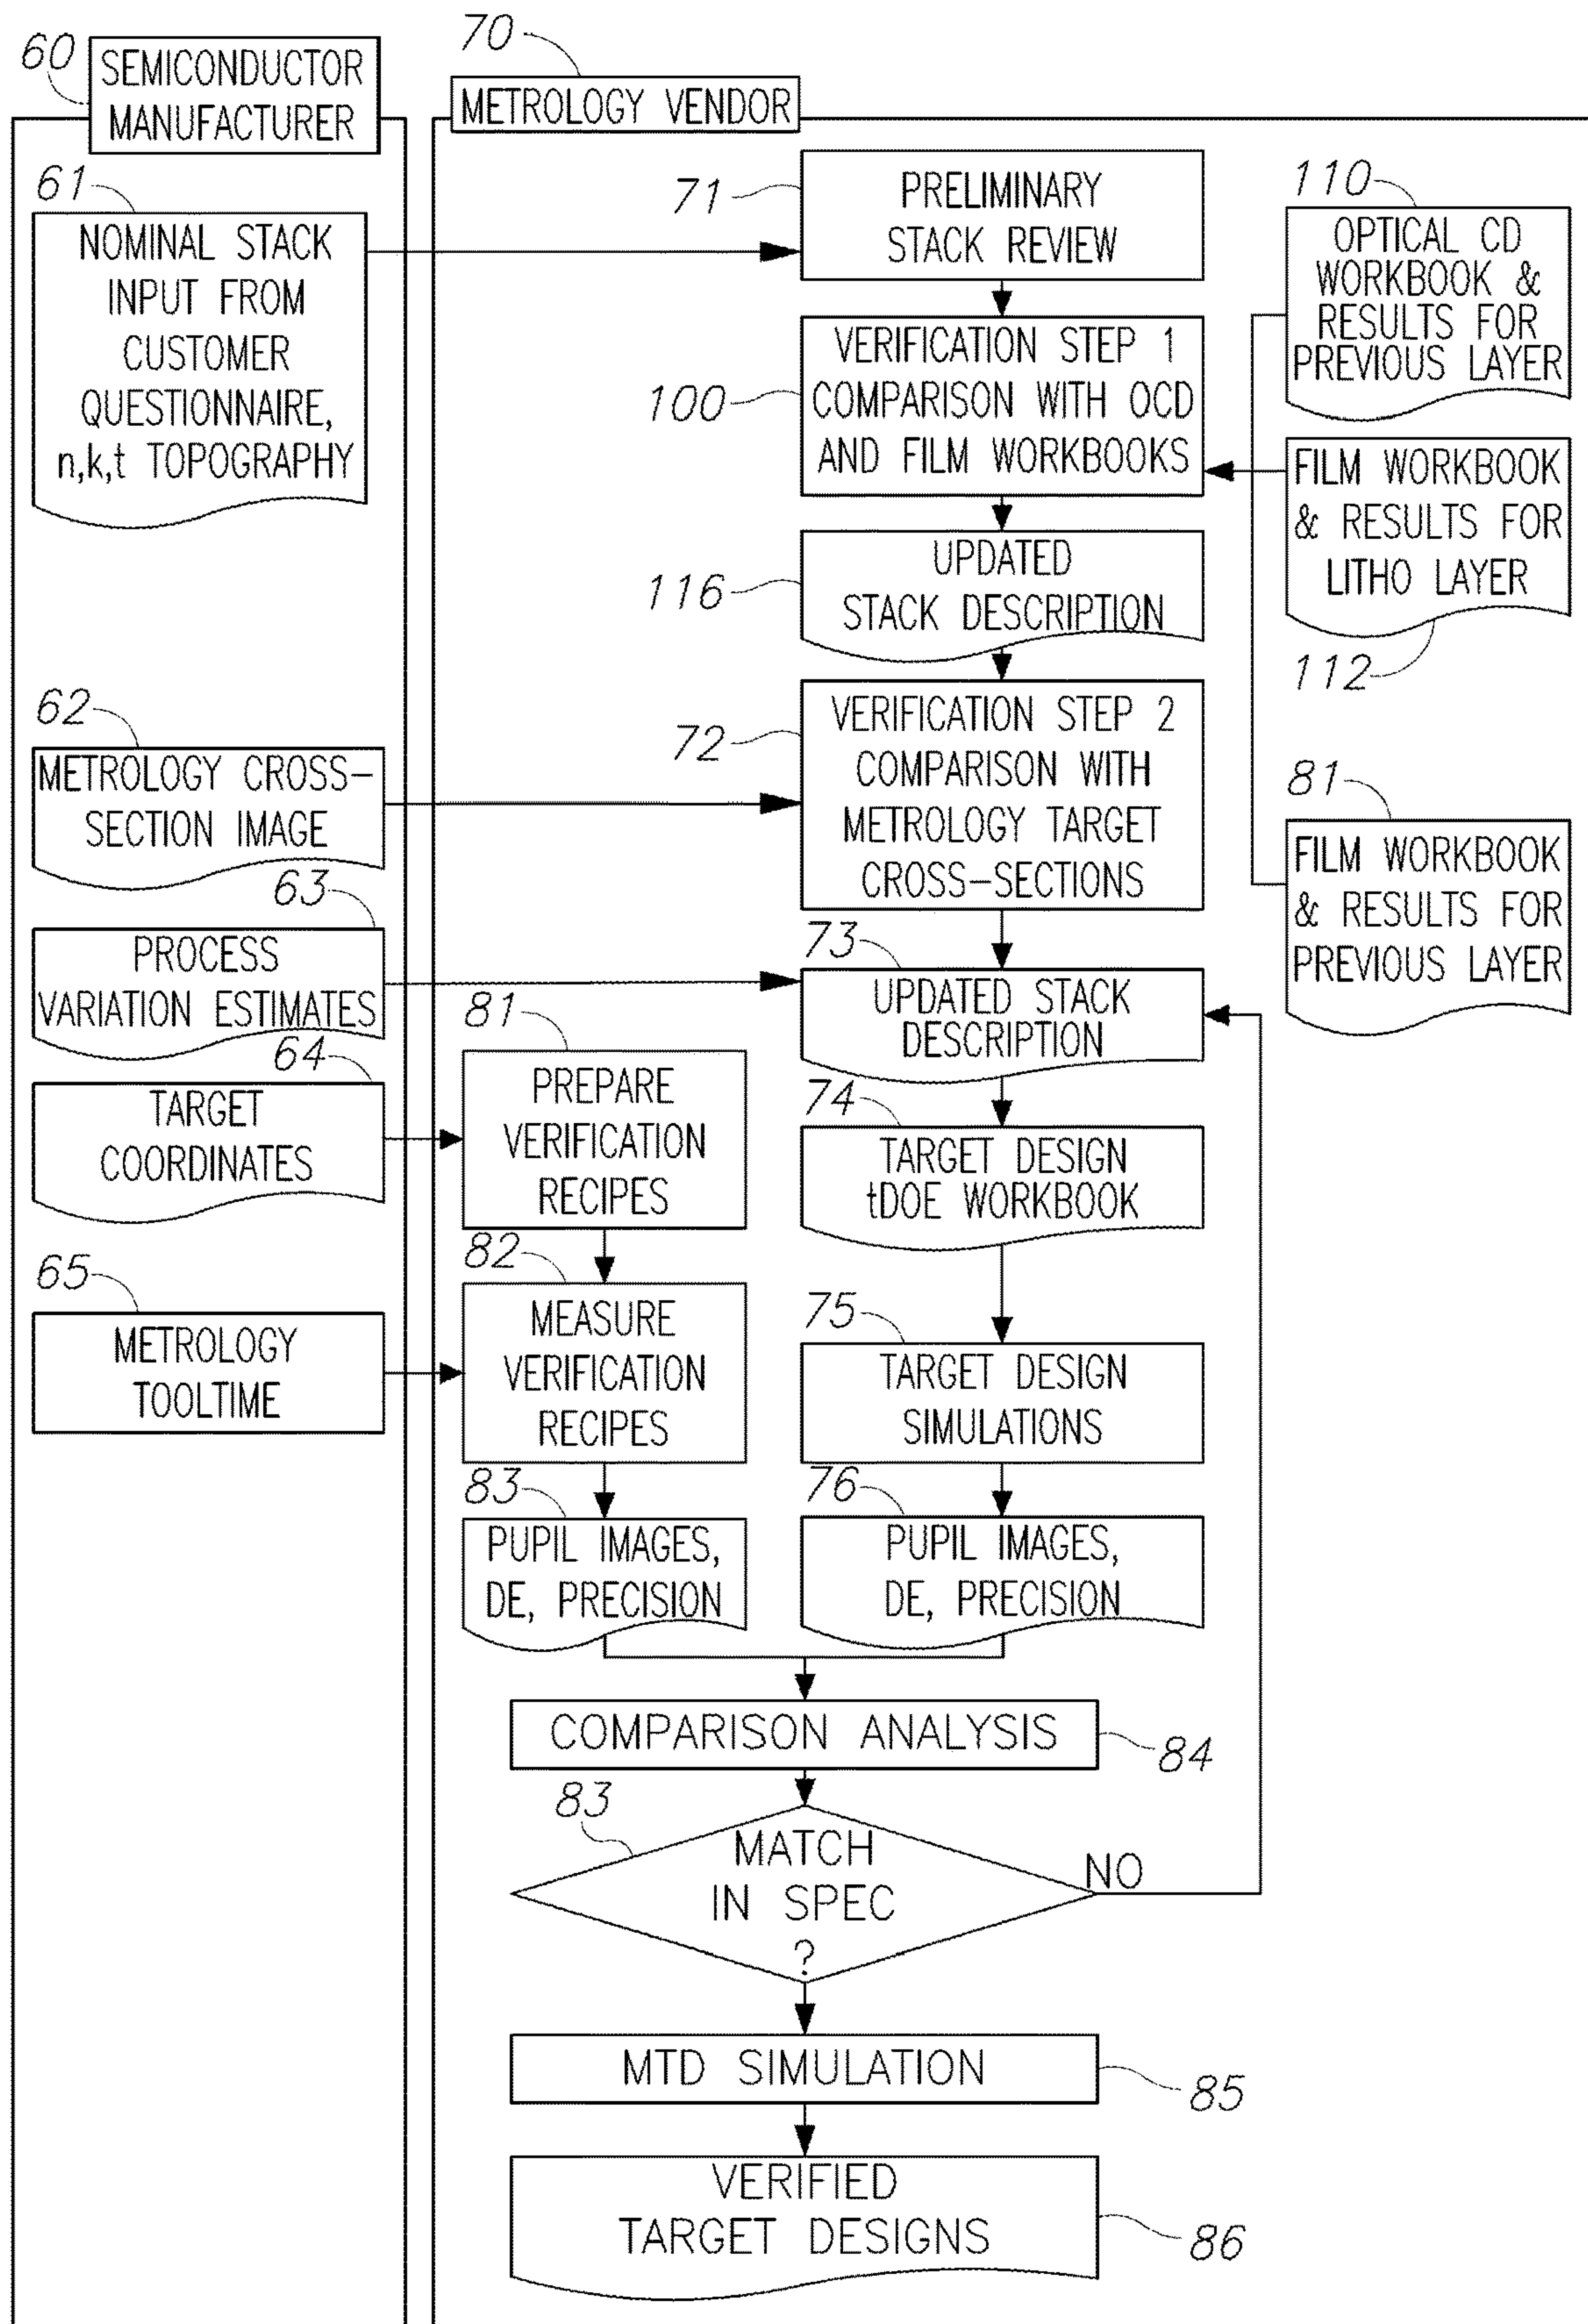 60
SEMICONDUCTOR
MANUFACTURER
70
METROLOGY VENDOR
61
NOMINAL STACK
INPUT FROM
CUSTOMER
QUESTIONNAIRE,
n,k,t TOPOGRAPHY
71
PRELIMINARY
STACK REVIEW
110
OPTICAL CD
WORKBOOK &
RESULTS FOR
PREVIOUS LAYER
100
VERIFICATION STEP 1
COMPARISON WITH OCD
AND FILM WORKBOOKS
FILM WORKBOOK
& RESULTS FOR
LITHO LAYER
112
116
UPDATED
STACK DESCRIPTION
62
METROLOGY CROSS-
SECTION IMAGE
72
VERIFICATION STEP 2
COMPARISON WITH
METROLOGY TARGET
CROSS-SECTIONS
81
FILM WORKBOOK
& RESULTS FOR
PREVIOUS LAYER
63
PROCESS
VARIATION ESTIMATES
73
UPDATED STACK
DESCRIPTION
64
TARGET
COORDINATES
81
PREPARE
VERIFICATION
RECIPES
74
TARGET DESIGN
tDOE WORKBOOK
65
METROLOGY
TOOLTIME
82
MEASURE
VERIFICATION
RECIPES
75
TARGET DESIGN
SIMULATIONS
83
PUPIL IMAGES,
DE, PRECISION
76
PUPIL IMAGES,
DE, PRECISION
COMPARISON ANALYSIS
84
83
MATCH
IN SPEC
?
NO
MTD SIMULATION
85
VERIFIED
TARGET DESIGNS
86